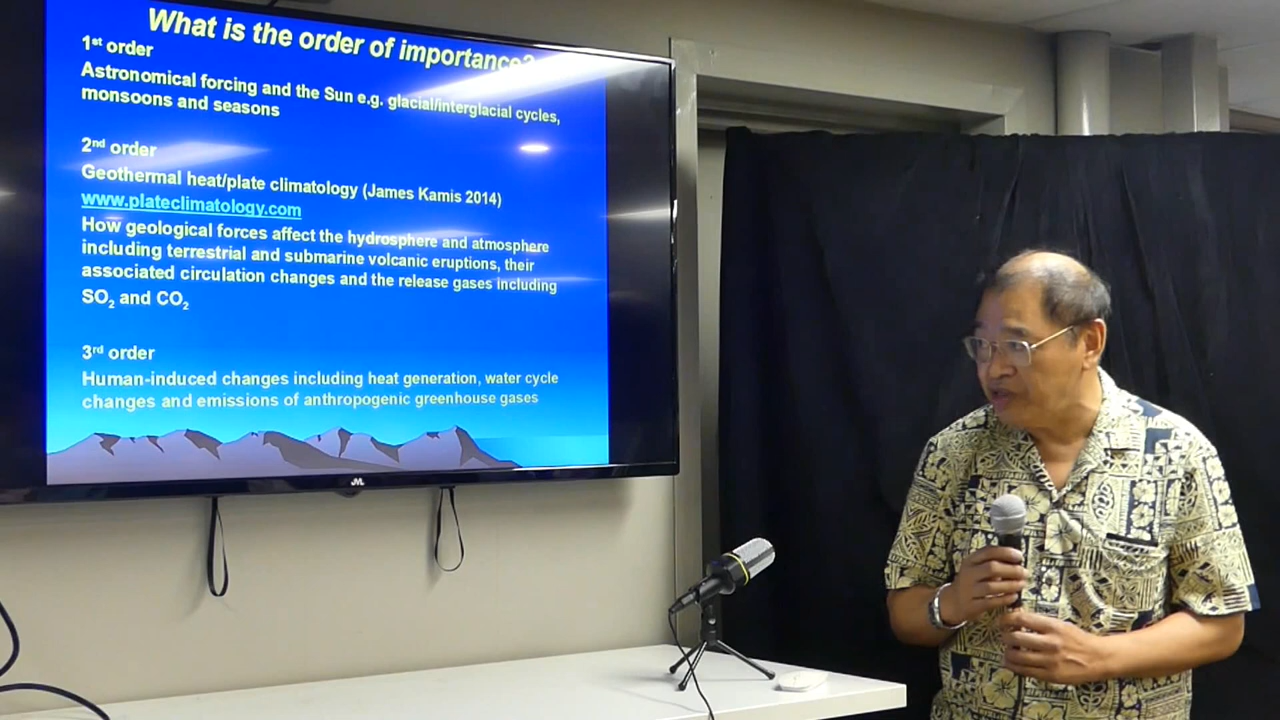 What is the order of importance?
1st order
Astronomical forcing and the Sun e.g. glacial/interglacial cycles,
monsoons and seasons
2nd order
Geothermal heat/plate climatology (James Kamis 2014)
www.plateclimatology.com
How geological forces affect the hydrosphere and atmosphere
including terrestrial and submarine volcanic eruptions, their
associated circulation changes and the release gases including
SO2 and CO2
3rd order
Human-induced changes including heat generation, water cycle
changes and emissions of anthropogenic greenhouse gases
JVL